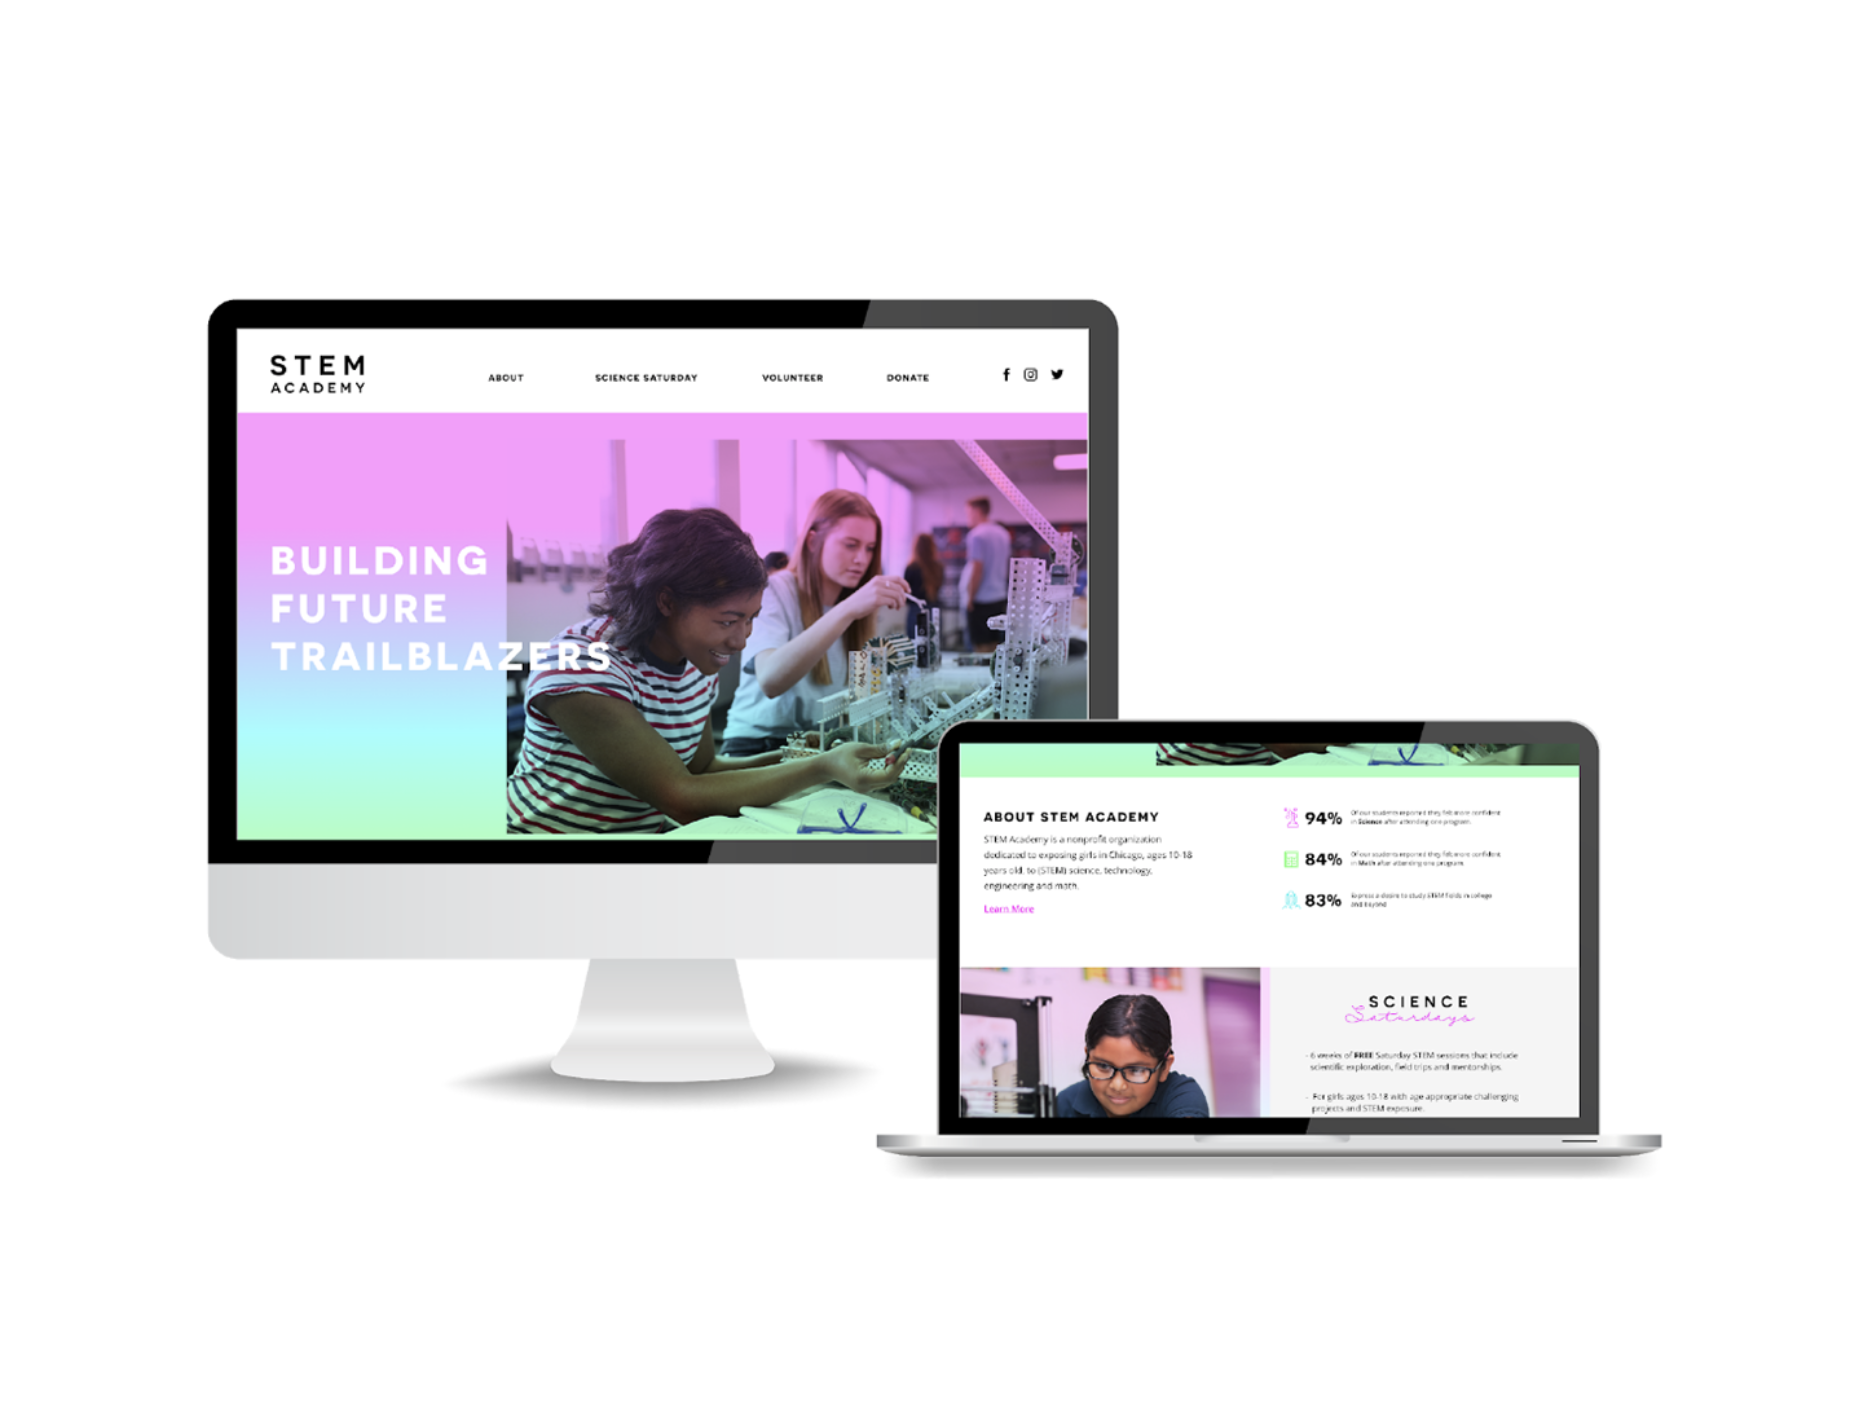 STEM
ACADEMY
ABOUT
SCIENCE SATURDAY
VOLUNTEER
DONATE
BUILDING
FUTURE
TRAILBLAZERS
ABOUT STEM ACADEMY
STEM Academy is a nonprofit organization
dedicated to exposing girls in Chicago, ages 10-18
years old, to (STEM) science, technology,
engineering and math.
Learn More
94%
Of our students reported they felt more confident
in Science after attending one program.
84%
Of our students reported they felt more confident
in Math after attending one program
83%
Express a desire to study STEM fields in college
and beyond
SCIENCE
Saturdays
- 6 weeks of FREE Saturday STEM sessions that include
scientific exploration, field trips and mentorships.
- For girls ages 10-18 with age appropriate challenging
projects and STEM exposure.